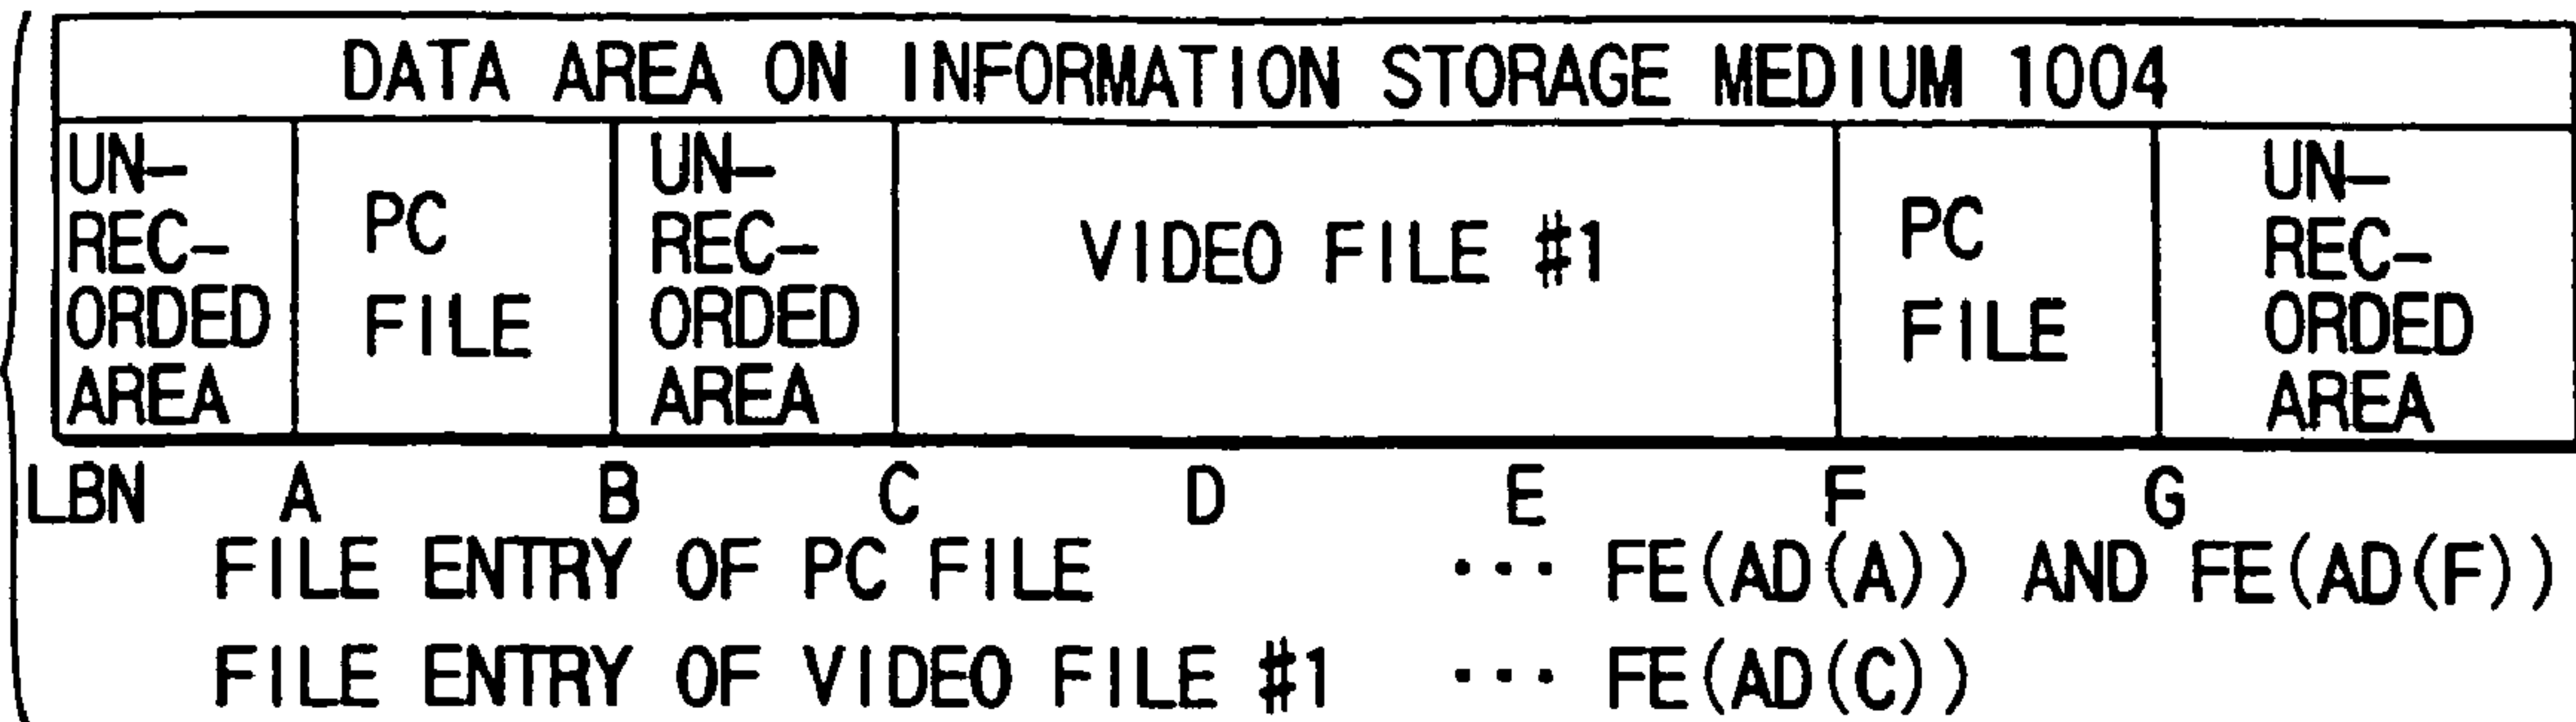 DATA AREA ON INFORMATION STORAGE MEDIUM 1004
UN-
REC-
ORDED
AREA
PC
FILE
UN-
REC-
ORDED
AREA
VIDEO FILE #1
PC
FILE
UN-
REC-
ORDED
AREA
LBN A B C D E F G
FILE ENTRY OF PC FILE ··· FE(AD(A)) AND FE(AD(F))
FILE ENTRY OF VIDEO FILE #1 ··· FE(AD(C))